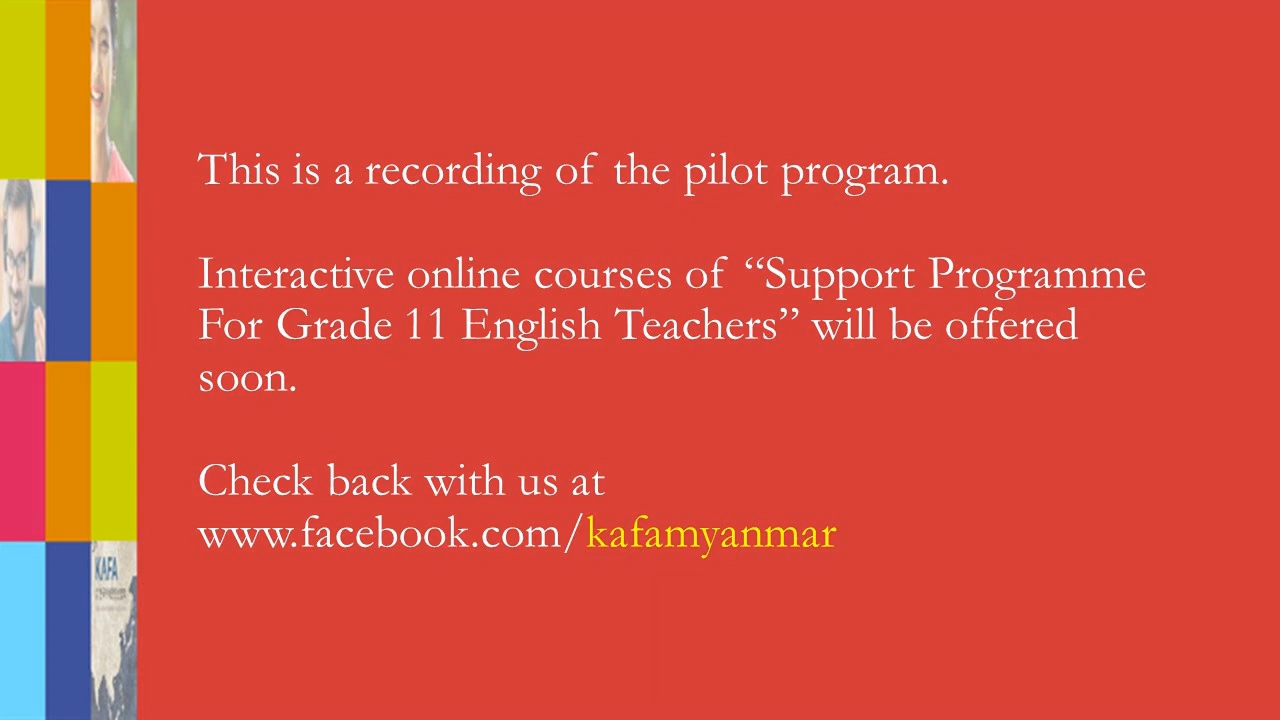 This is a recording of the pilot program.
Interactive online courses of “Support Programme
For Grade 11 English Teachers” will be offered
soon.
Check back with us at
www.facebook.com/kafamyanmar
KAFA